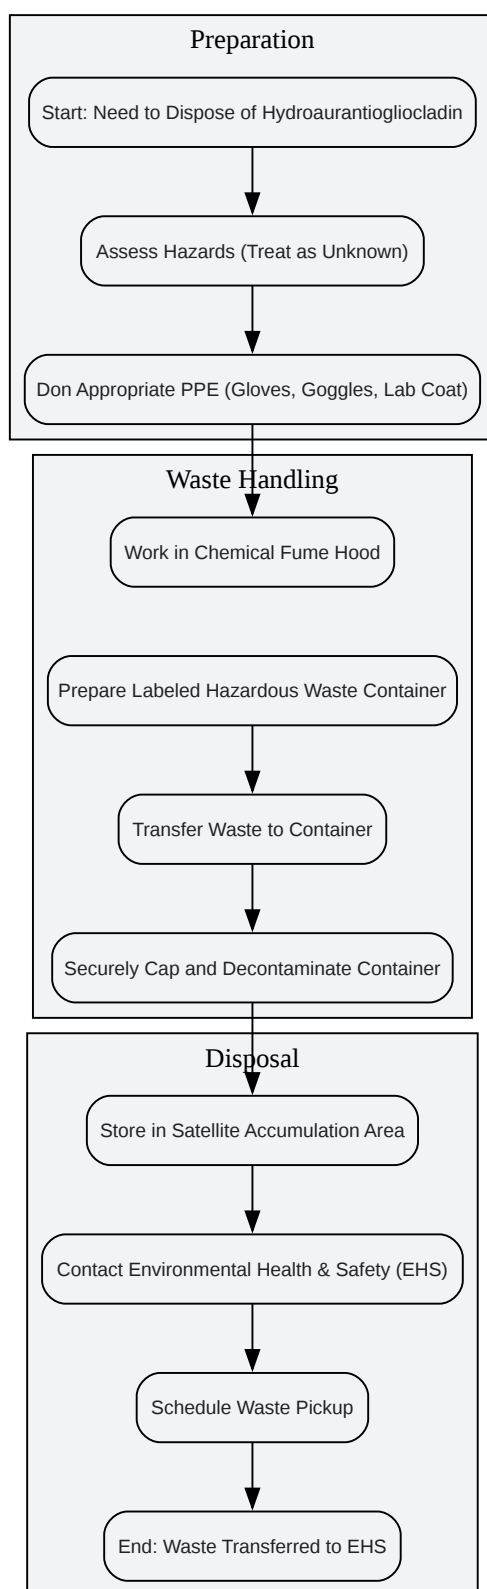 Preparation
Start: Need to Dispose of Hydroaurantiogliocladin
Assess Hazards (Treat as Unknown)
Don Appropriate PPE (Gloves, Goggles, Lab Coat)
Waste Handling
Work in Chemical Fume Hood
Prepare Labeled Hazardous Waste Container
Transfer Waste to Container
Securely Cap and Decontaminate Container
Disposal
Store in Satellite Accumulation Area
Contact Environmental Health & Safety (EHS)
Schedule Waste Pickup
End: Waste Transferred to EHS